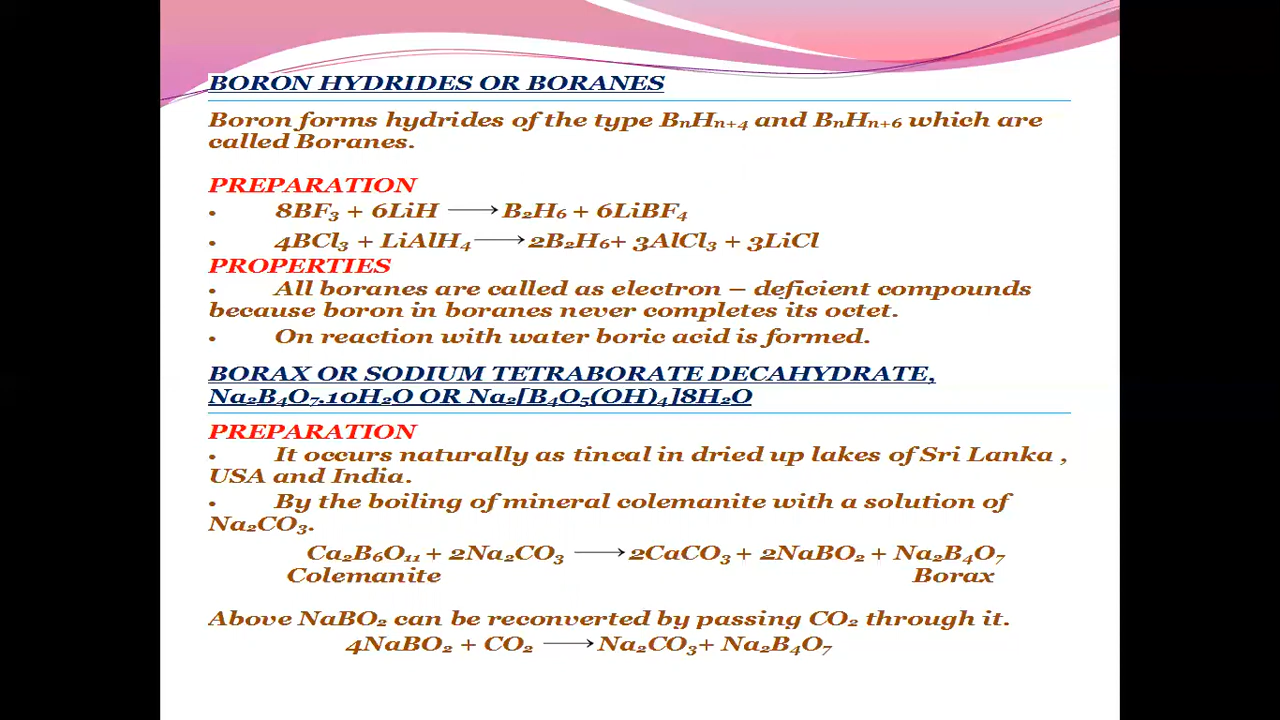 BORON HYDRIDES OR BORANES
Boron forms hydrides of the type BₙHₙ₊₄ and BₙHₙ₊₆ which are
called Boranes.
PREPARATION
• 8BF₃ + 6LiH ⟶ B₂H₆ + 6LiBF₄
• 4BCl₃ + LiAlH₄ ⟶ 2B₂H₆+ 3AlCl₃ + 3LiCl
PROPERTIES
• All boranes are called as electron – deficient compounds
because boron in boranes never completes its octet.
• On reaction with water boric acid is formed.
BORAX OR SODIUM TETRABORATE DECAHYDRATE,
Na₂B₄O₇.10H₂O OR Na₂[B₄O₅(OH)₄]8H₂O
PREPARATION
• It occurs naturally as tincal in dried up lakes of Sri Lanka ,
USA and India.
• By the boiling of mineral colemanite with a solution of
Na₂CO₃.
Ca₂B₆O₁₁ + 2Na₂CO₃ ⟶ 2CaCO₃ + 2NaBO₂ + Na₂B₄O₇
Colemanite Borax
Above NaBO₂ can be reconverted by passing CO₂ through it.
4NaBO₂ + CO₂ ⟶ Na₂CO₃+ Na₂B₄O₇